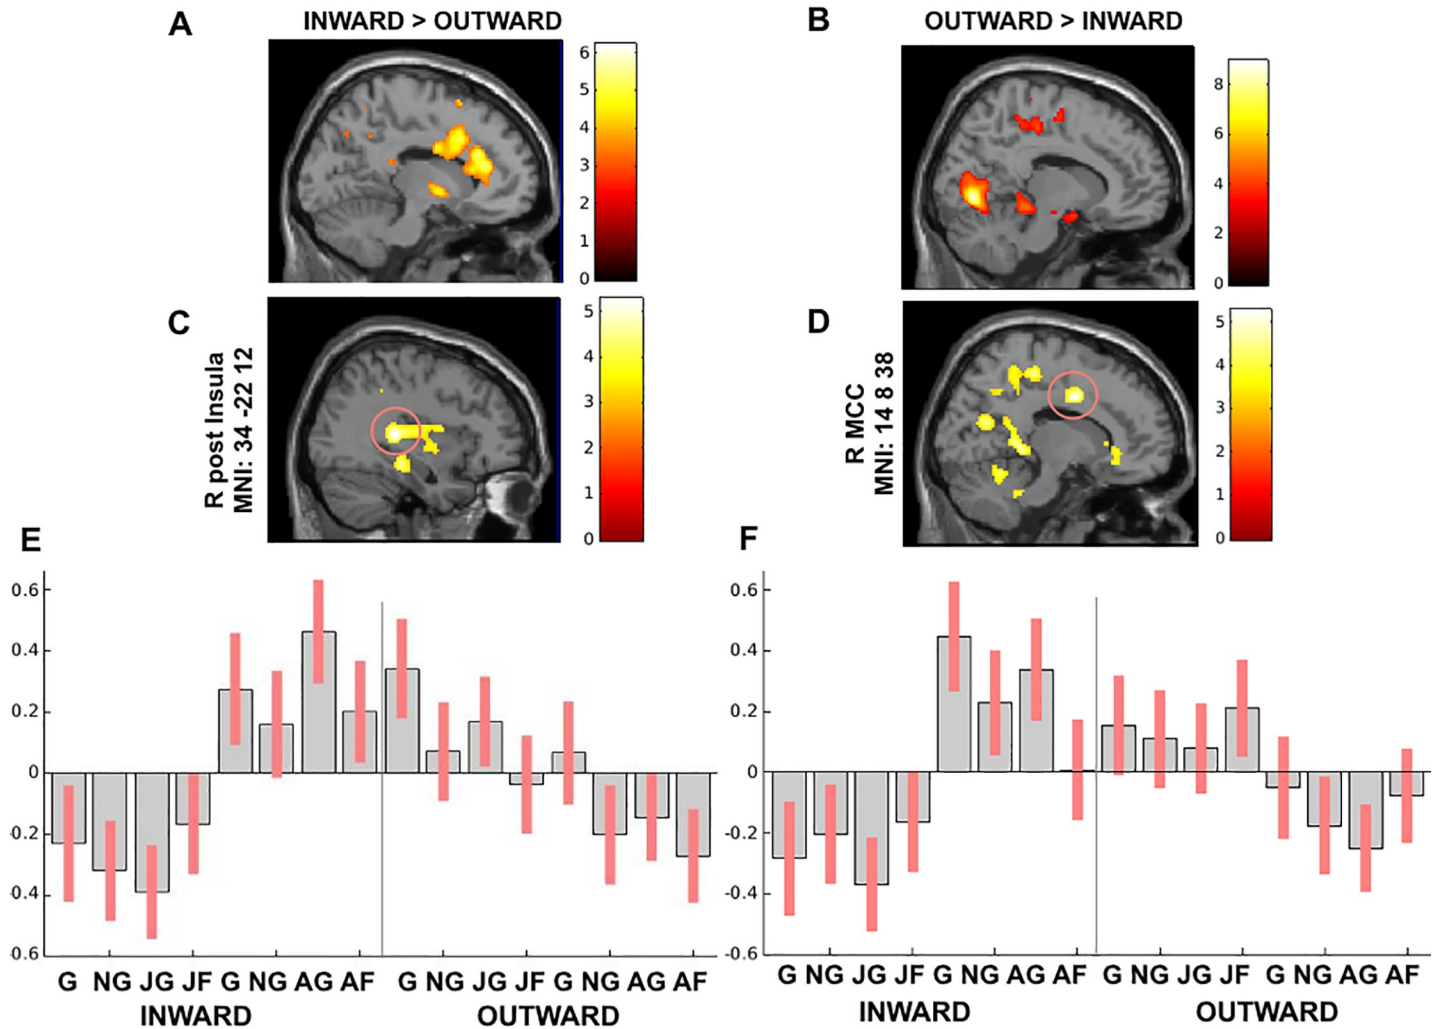 A
INWARD > OUTWARD
6
5
4
3
2
1
0
B
OUTWARD > INWARD
8
6
4
2
0
C
R post Insula
MNI: 34 -22 12
5
4
3
2
1
0
D
R MCC
MNI: 14 8 38
5
4
3
2
1
0
E
0.6
0.4
0.2
0
-0.2
-0.4
-0.6
G NG JG JF G NG AG AF G NG JG JF G NG AG AF
INWARD OUTWARD
F
0.6
0.4
0.2
0
-0.2
-0.4
-0.6
G NG JG JF G NG AG AF G NG JG JF G NG AG AF
INWARD OUTWARD